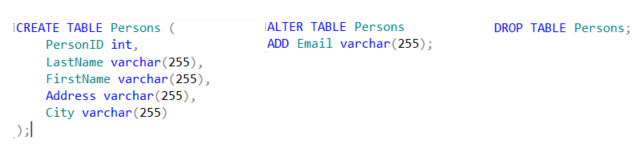 CREATE TABLE Persons (
    PersonID int,
    LastName varchar(255),
    FirstName varchar(255),
    Address varchar(255),
    City varchar(255)
);
ALTER TABLE Persons
ADD Email varchar(255);
DROP TABLE Persons;